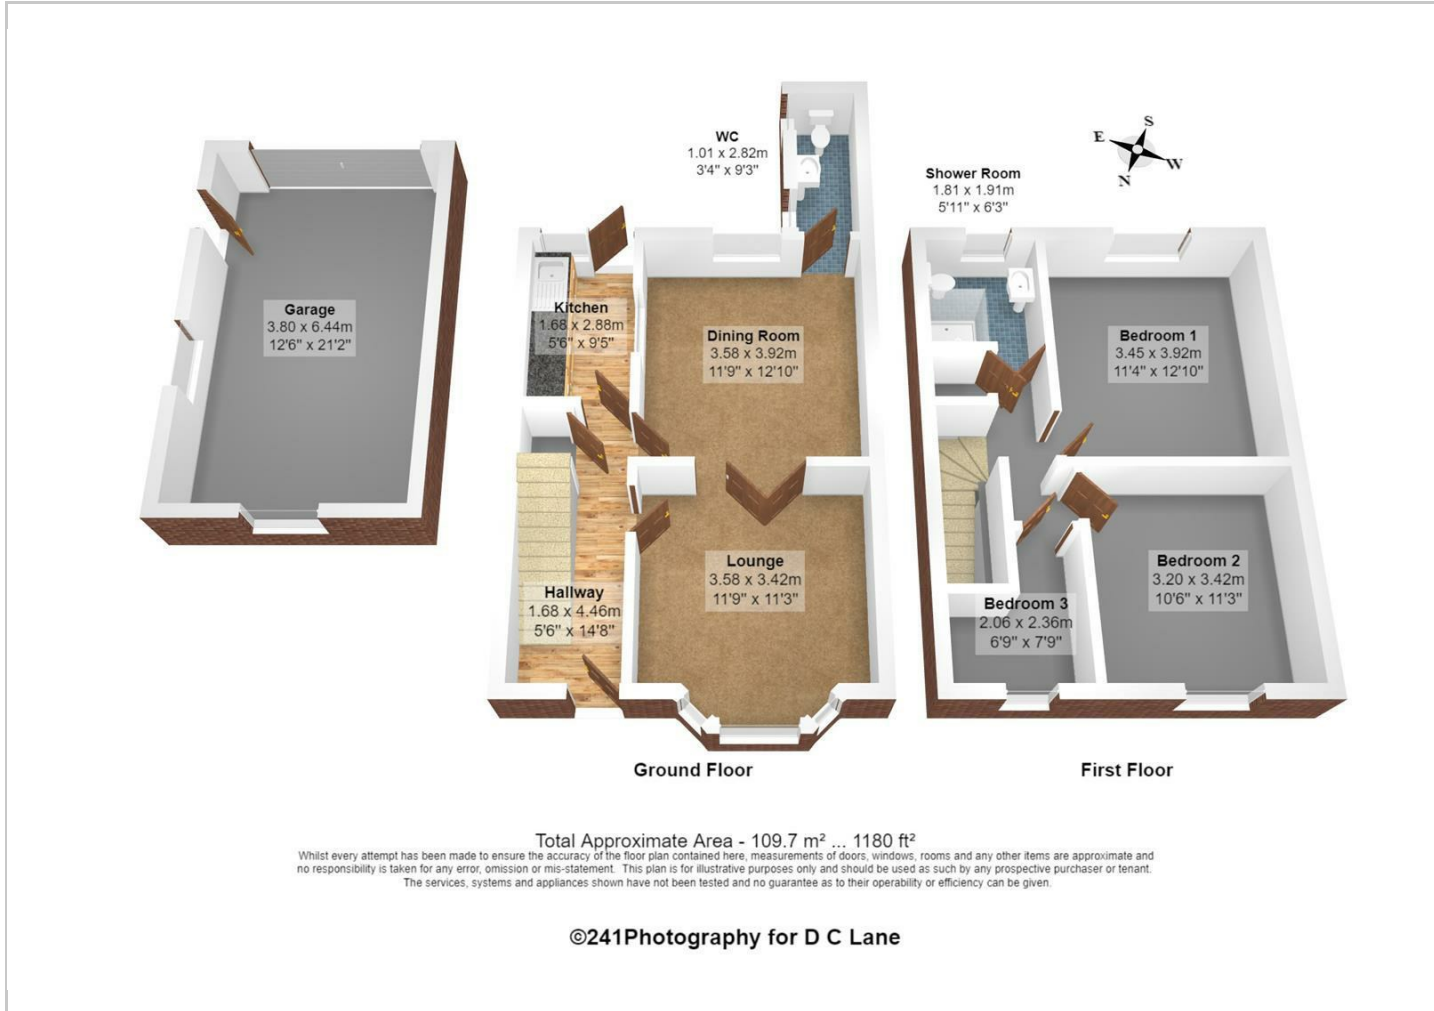 Garage
3.80 x 6.44m
12'6" x 21'2"
WC
1.01 x 2.82m
3'4" x 9'3"
Kitchen
1.68 x 2.88m
5'6" x 9'5"
Dining Room
3.58 x 3.92m
11'9" x 12'10"
Lounge
3.58 x 3.42m
11'9" x 11'3"
Hallway
1.68 x 4.46m
5'6" x 14'8"
Ground Floor
S
E
W
N
Shower Room
1.81 x 1.91m
5'11" x 6'3"
Bedroom 1
3.45 x 3.92m
11'4" x 12'10"
Bedroom 2
3.20 x 3.42m
10'6" x 11'3"
Bedroom 3
2.06 x 2.36m
6'9" x 7'9"
First Floor
Total Approximate Area - 109.7 m² ... 1180 ft²
Whilst every attempt has been made to ensure the accuracy of the floor plan contained here, measurements of doors, windows, rooms and any other items are approximate and
no responsibility is taken for any error, omission or mis-statement. This plan is for illustrative purposes only and should be used as such by any prospective purchaser or tenant.
The services, systems and appliances shown have not been tested and no guarantee as to their operability or efficiency can be given.
©241Photography for D C Lane